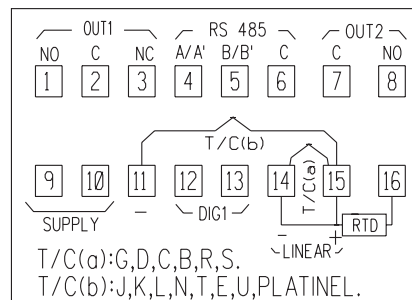 OUT1 RS 485 OUT2
NO C NC A/A' B/B' C C NO
1 2 3 4 5 6 7 8
T/C(b)
T/C(a)
9 10 11 12 13 14 15 16
SUPPLY - DIG1 - + RTD
LINEAR
T/C(a):G,D,C,B,R,S.
T/C(b):J,K,L,N,T,E,U,PLATINEL.